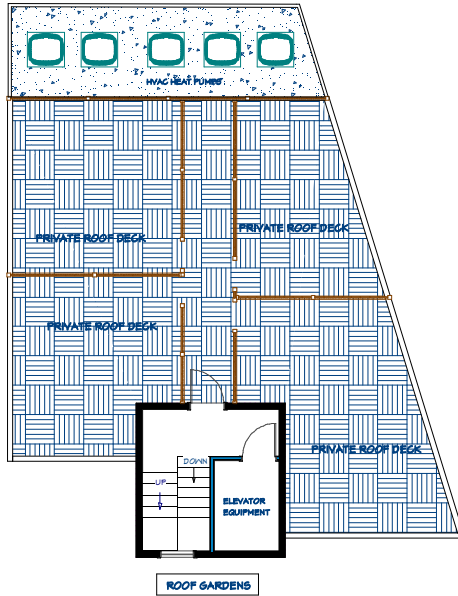 HVAC HEAT PUMPS
PRIVATE ROOF DECK
PRIVATE ROOF DECK
PRIVATE ROOF DECK
PRIVATE ROOF DECK
DOWN
UP
ELEVATOR
EQUIPMENT
ROOF GARDENS